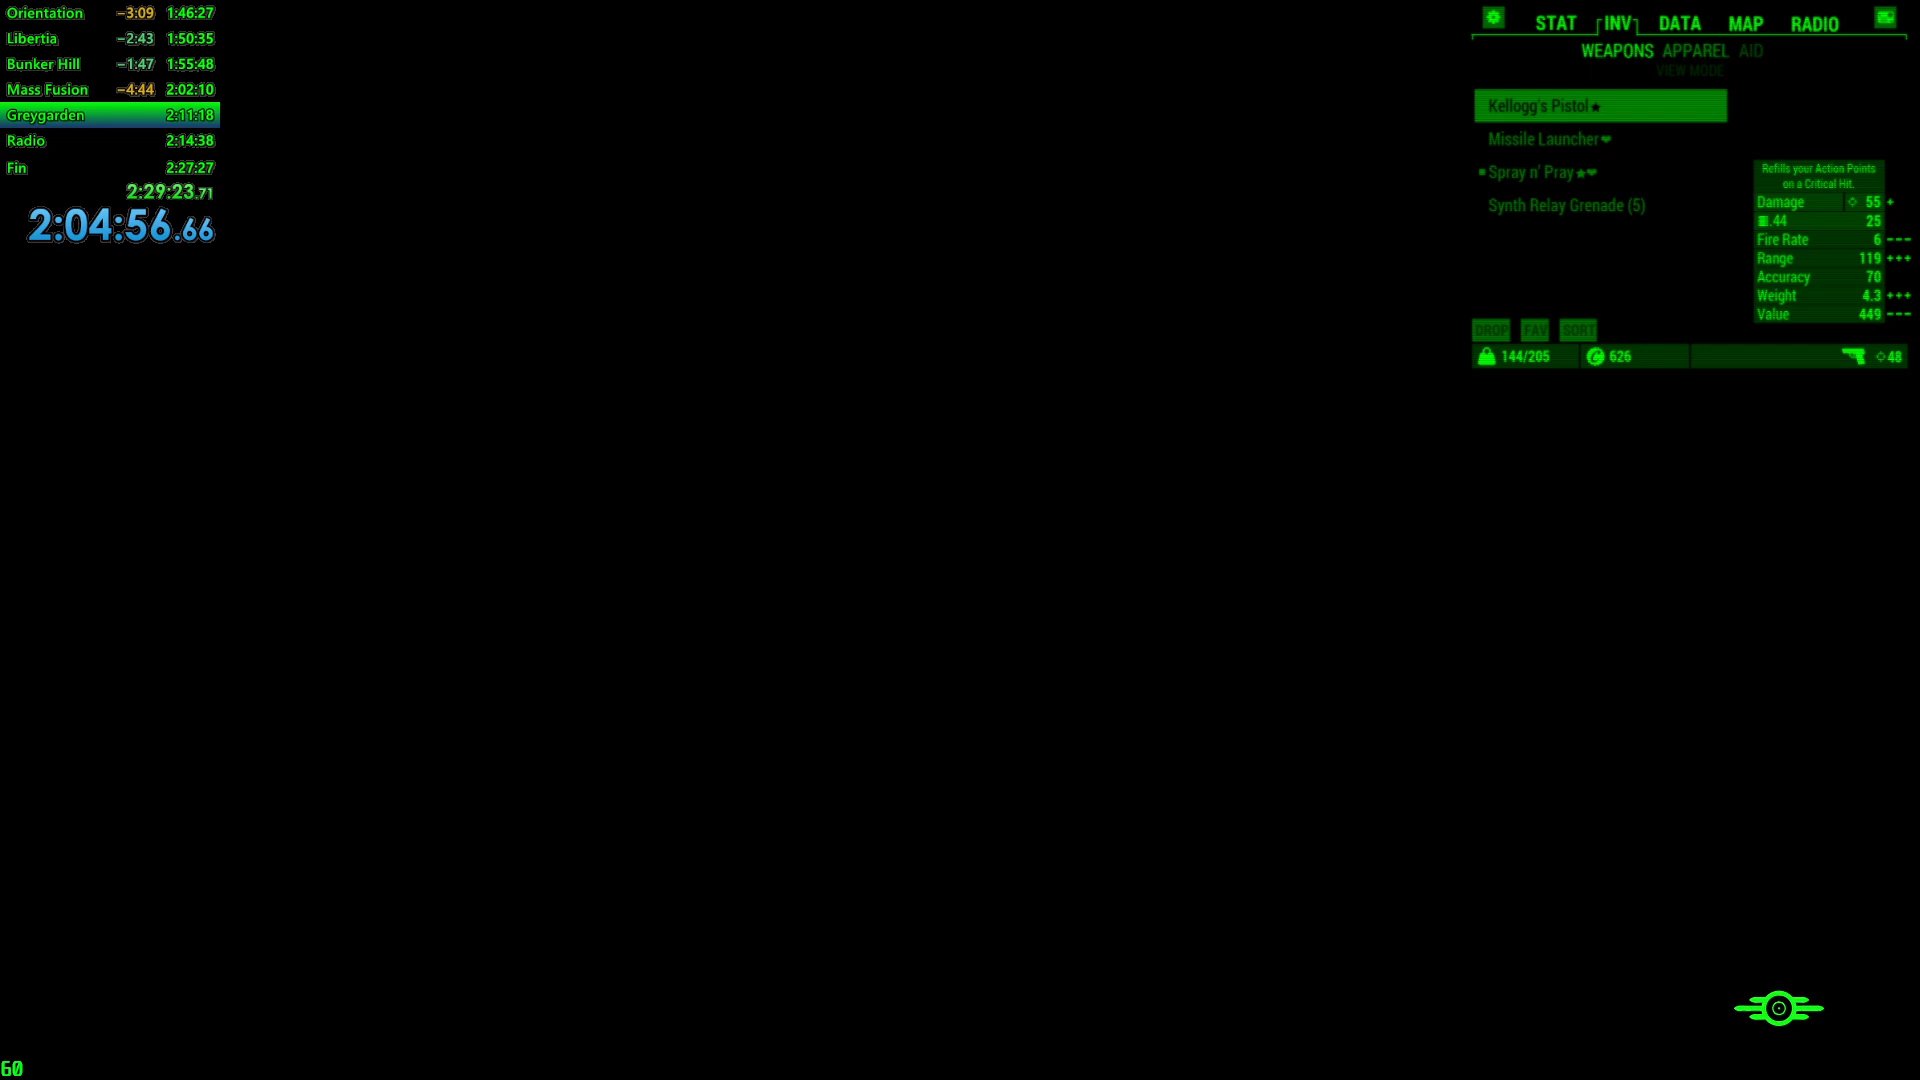 Orientation −3:09 1:46:27
Libertia −2:43 1:50:35
Bunker Hill −1:47 1:55:48
Mass Fusion −4:44 2:02:10
Greygarden 2:11:18
Radio 2:14:38
Fin 2:27:27
2:29:23.71
2:04:56.66
STAT INV DATA MAP RADIO
WEAPONS APPAREL AID
VIEW MODE
Kellogg's Pistol
Missile Launcher
Spray n' Pray
Synth Relay Grenade (5)
Refills your Action Points
on a Critical Hit.
Damage 55 +
.44 25
Fire Rate 6 ---
Range 119 +++
Accuracy 70
Weight 4.3 +++
Value 449 ---
DROP FAV SORT
144/205 626 48
60